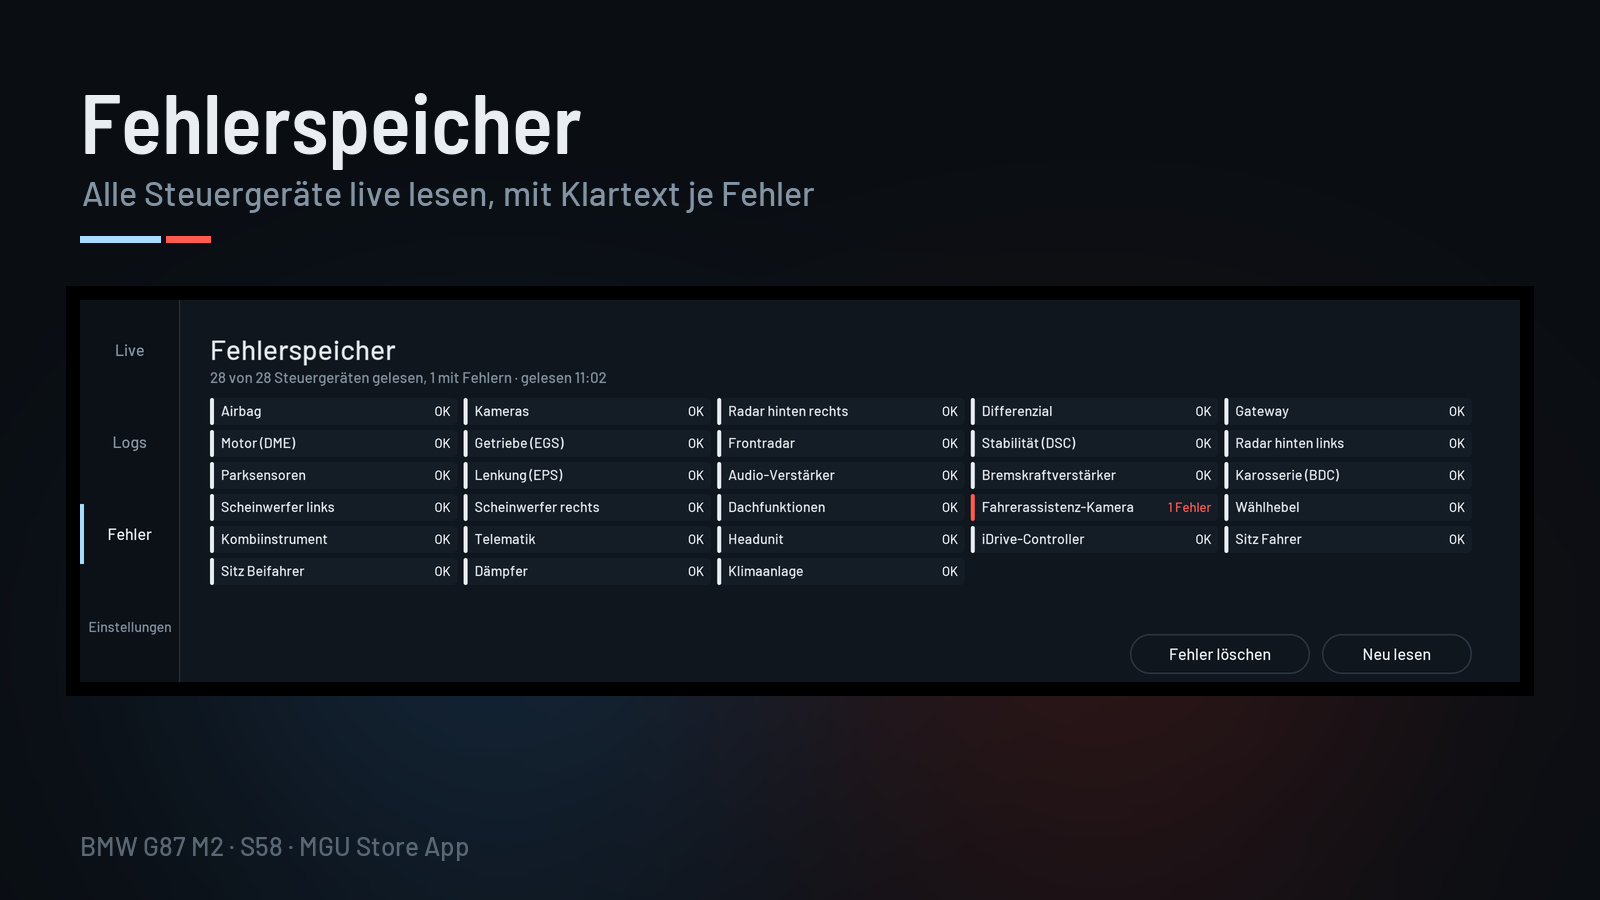 Fehlerspeicher
Alle Steuergeräte live lesen, mit Klartext je Fehler
Live
Logs
Fehler
Einstellungen
Fehlerspeicher
28 von 28 Steuergeräten gelesen, 1 mit Fehlern · gelesen 11:02
Airbag OK Kameras OK Radar hinten rechts OK Differenzial OK Gateway OK
Motor (DME) OK Getriebe (EGS) OK Frontradar OK Stabilität (DSC) OK Radar hinten links OK
Parksensoren OK Lenkung (EPS) OK Audio-Verstärker OK Bremskraftverstärker OK Karosserie (BDC) OK
Scheinwerfer links OK Scheinwerfer rechts OK Dachfunktionen OK Fahrerassistenz-Kamera 1 Fehler Wählhebel OK
Kombiinstrument OK Telematik OK Headunit OK iDrive-Controller OK Sitz Fahrer OK
Sitz Beifahrer OK Dämpfer OK Klimaanlage OK
Fehler löschen Neu lesen
BMW G87 M2 · S58 · MGU Store App